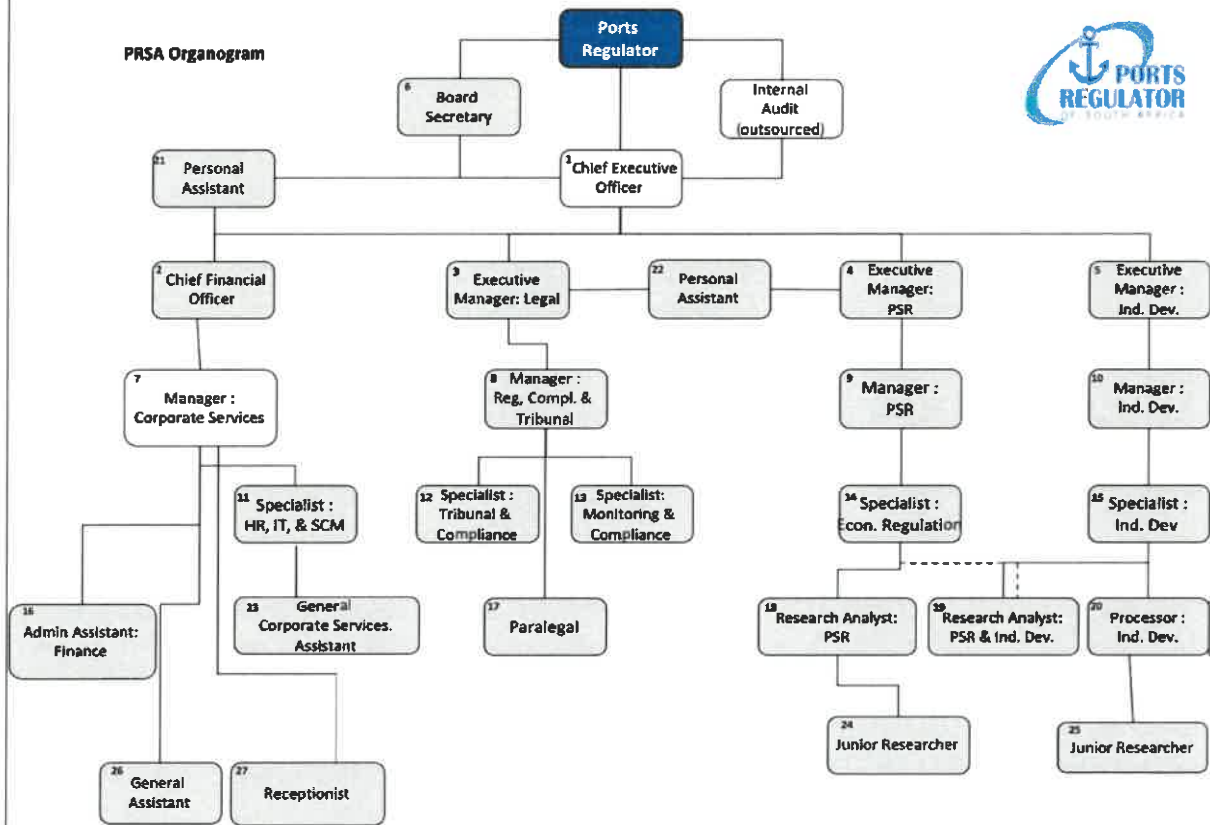 PRSA Organogram
Ports
Regulator
PORTS
REGULATOR
OF SOUTH AFRICA
6
Board
Secretary
Internal
Audit
(outsourced)
21
Personal
Assistant
1
Chief Executive
Officer
2
Chief Financial
Officer
3
Executive
Manager: Legal
22
Personal
Assistant
4
Executive
Manager:
PSR
5
Executive
Manager :
Ind. Dev.
7
Manager :
Corporate Services
8
Manager :
Reg, Compl. &
Tribunal
9
Manager :
PSR
10
Manager :
Ind. Dev.
11
Specialist :
HR, IT, & SCM
12
Specialist :
Tribunal &
Compliance
13
Specialist:
Monitoring &
Compliance
14
Specialist :
Econ. Regulation
15
Specialist :
Ind. Dev
16
Admin Assistant:
Finance
23
General
Corporate Services.
Assistant
17
Paralegal
18
Research Analyst:
PSR
19
Research Analyst:
PSR & Ind. Dev.
20
Processor :
Ind. Dev.
24
Junior Researcher
25
Junior Researcher
26
General
Assistant
27
Receptionist